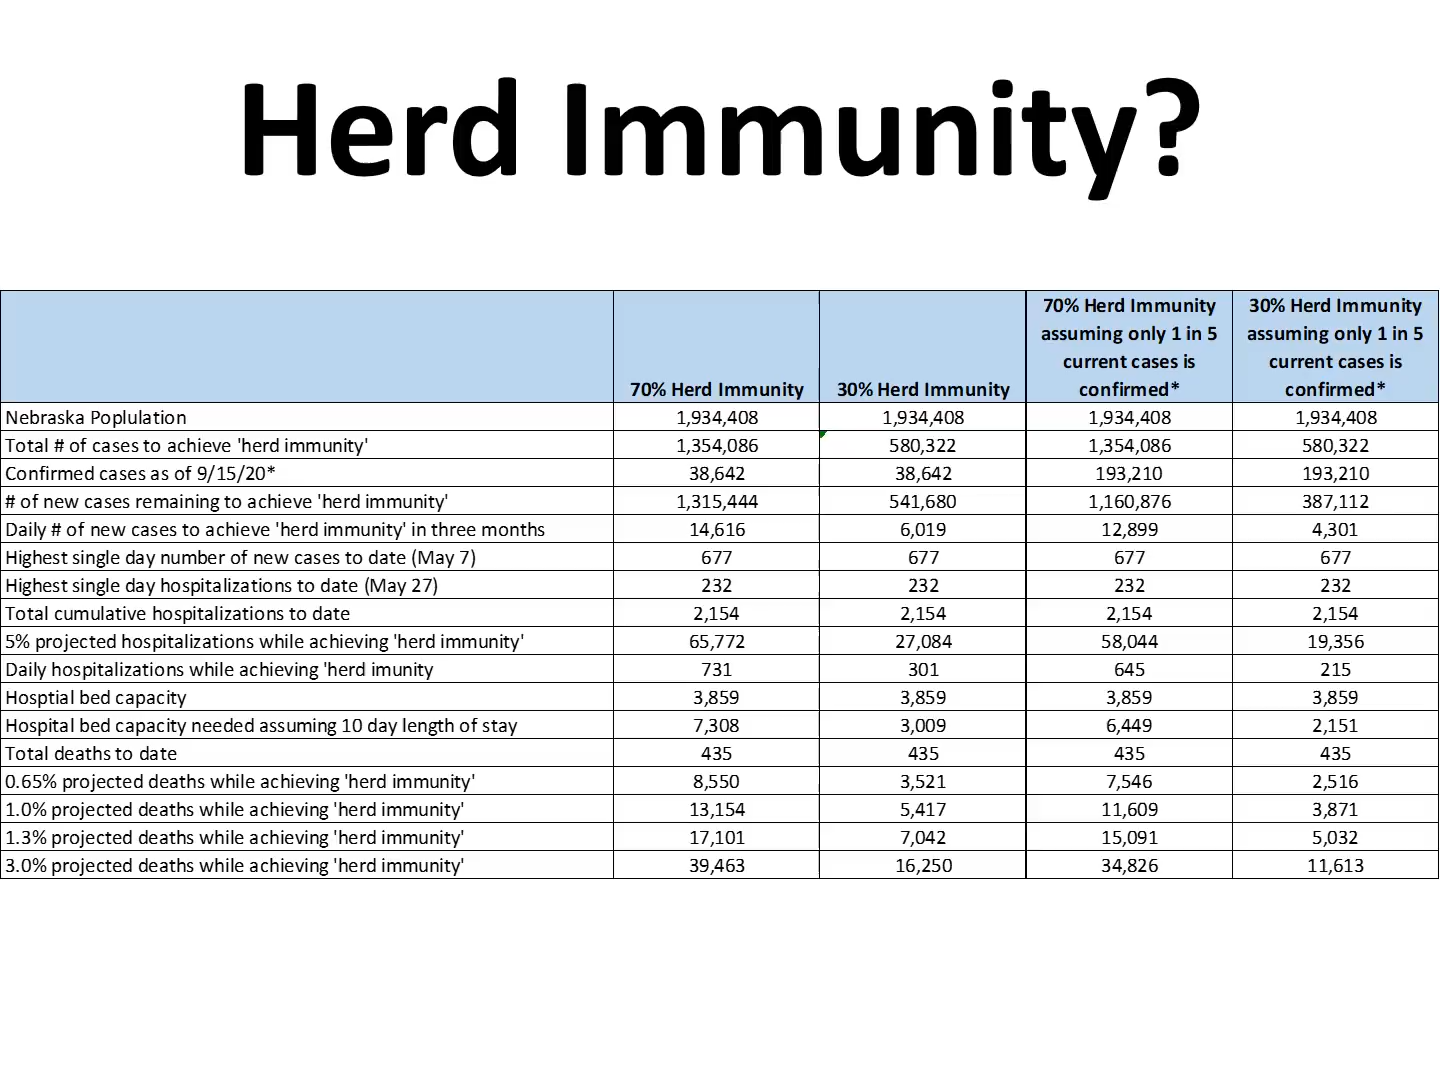 Herd Immunity?
70% Herd Immunity 30% Herd Immunity 70% Herd Immunity assuming only 1 in 5 current cases is confirmed* 30% Herd Immunity assuming only 1 in 5 current cases is confirmed*
Nebraska Poplulation 1,934,408 1,934,408 1,934,408 1,934,408
Total # of cases to achieve 'herd immunity' 1,354,086 580,322 1,354,086 580,322
Confirmed cases as of 9/15/20* 38,642 38,642 193,210 193,210
# of new cases remaining to achieve 'herd immunity' 1,315,444 541,680 1,160,876 387,112
Daily # of new cases to achieve 'herd immunity' in three months 14,616 6,019 12,899 4,301
Highest single day number of new cases to date (May 7) 677 677 677 677
Highest single day hospitalizations to date (May 27) 232 232 232 232
Total cumulative hospitalizations to date 2,154 2,154 2,154 2,154
5% projected hospitalizations while achieving 'herd immunity' 65,772 27,084 58,044 19,356
Daily hospitalizations while achieving 'herd imunity 731 301 645 215
Hosptial bed capacity 3,859 3,859 3,859 3,859
Hospital bed capacity needed assuming 10 day length of stay 7,308 3,009 6,449 2,151
Total deaths to date 435 435 435 435
0.65% projected deaths while achieving 'herd immunity' 8,550 3,521 7,546 2,516
1.0% projected deaths while achieving 'herd immunity' 13,154 5,417 11,609 3,871
1.3% projected deaths while achieving 'herd immunity' 17,101 7,042 15,091 5,032
3.0% projected deaths while achieving 'herd immunity' 39,463 16,250 34,826 11,613